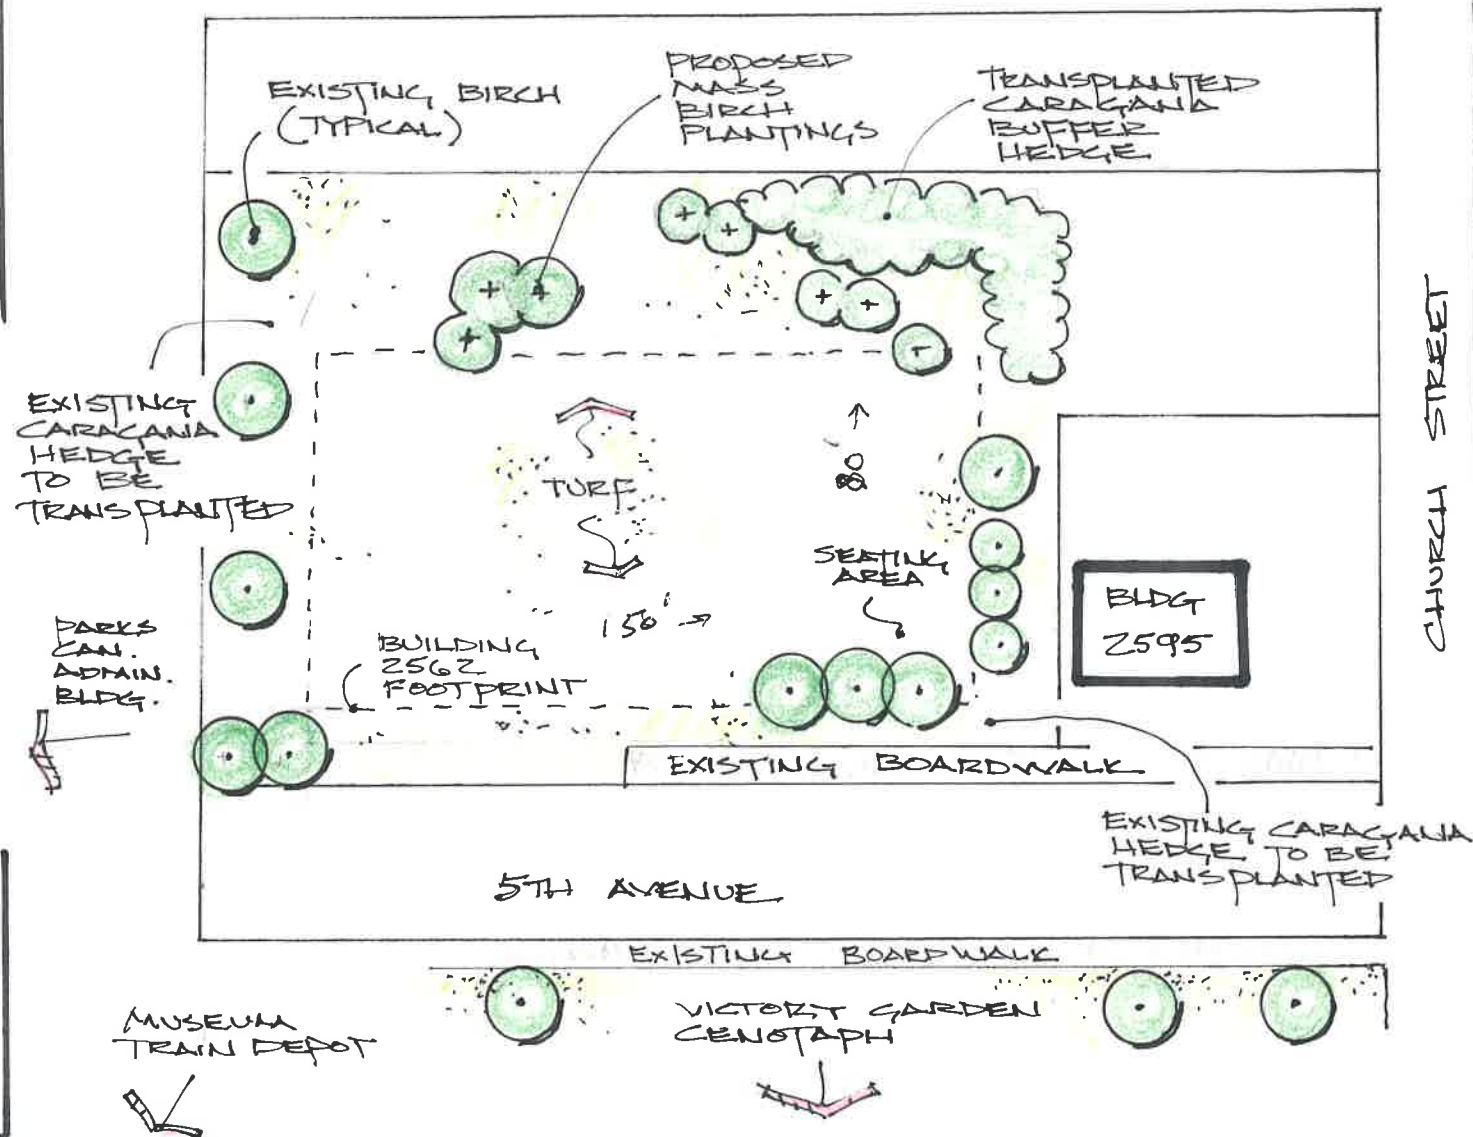 EXISTING BIRCH
(TYPICAL)
PROPOSED
MASS
BIRCH
PLANTINGS
TRANSPLANTED
CARAGANA
BUFFER
HEDGE
EXISTING
CARAGANA
HEDGE
TO BE
TRANSPLANTED
CHURCH STREET
80
TURF
SEATING
AREA
150'
BUILDING
2562
FOOTPRINT
PARKS
CAN.
ADMIN.
BLDG.
BLDG
2595
EXISTING BOARDWALK
EXISTING CARAGANA
HEDGE TO BE
TRANSPLANTED
5TH AVENUE
EXISTING BOARDWALK
VICTORY GARDEN
CENOTAPH
MUSEUM
TRAIN DEPOT